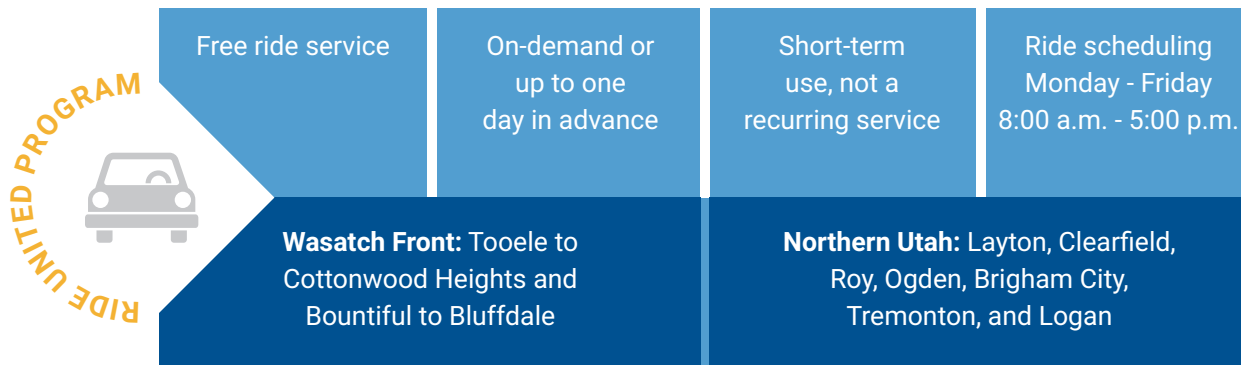 RIDE UNITED PROGRAM
Free ride service
On-demand or
up to one
day in advance
Short-term
use, not a
recurring service
Ride scheduling
Monday - Friday
8:00 a.m. - 5:00 p.m.
Wasatch Front: Tooele to
Cottonwood Heights and
Bountiful to Bluffdale
Northern Utah: Layton, Clearfield,
Roy, Ogden, Brigham City,
Tremonton, and Logan